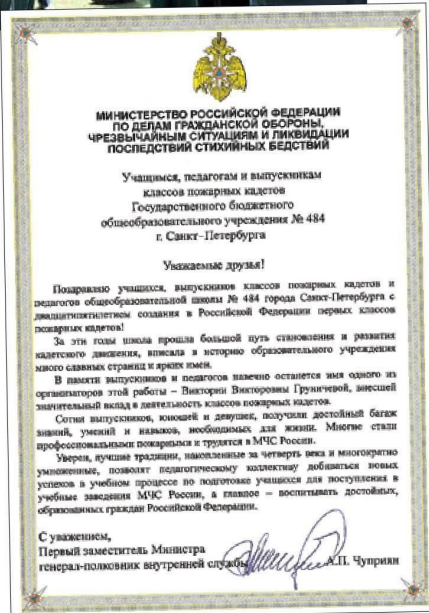 МИНИСТЕРСТВО РОССИЙСКОЙ ФЕДЕРАЦИИ
ПО ДЕЛАМ ГРАЖДАНСКОЙ ОБОРОНЫ,
ЧРЕЗВЫЧАЙНЫМ СИТУАЦИЯМ И ЛИКВИДАЦИИ
ПОСЛЕДСТВИЙ СТИХИЙНЫХ БЕДСТВИЙ
Учащимся, педагогам и выпускникам
классов пожарных кадетов
Государственного бюджетного
общеобразовательного учреждения № 484
г. Санкт-Петербурга
Уважаемые друзья!
Поздравляю учащихся, выпускников классов пожарных кадетов и
педагогов общеобразовательной школы № 484 города Санкт-Петербурга с
двадцатипятилетием создания в Российской Федерации первых классов
пожарных кадетов!
За эти годы школа прошла большой путь становления и развития
кадетского движения, вписала в историю образовательного учреждения
много славных страниц и ярких имен.
В памяти выпускников и педагогов навечно останется имя одного из
организаторов этой работы – Виктории Викторовны Груничевой, внесшей
значительный вклад в деятельность классов пожарных кадетов.
Сотни выпускников, юношей и девушек, получили достойный багаж
знаний, умений и навыков, необходимых для жизни. Многие стали
профессиональными пожарными и трудятся в МЧС России.
Уверен, лучшие традиции, накопленные за четверть века и многократно
умноженные, позволят педагогическому коллективу добиваться новых
успехов в учебном процессе по подготовке учащихся для поступления в
учебные заведения МЧС России, а главное – воспитывать достойных,
образованных граждан Российской Федерации.
С уважением,
Первый заместитель Министра
генерал-полковник внутренней службы А.П. Чуприян